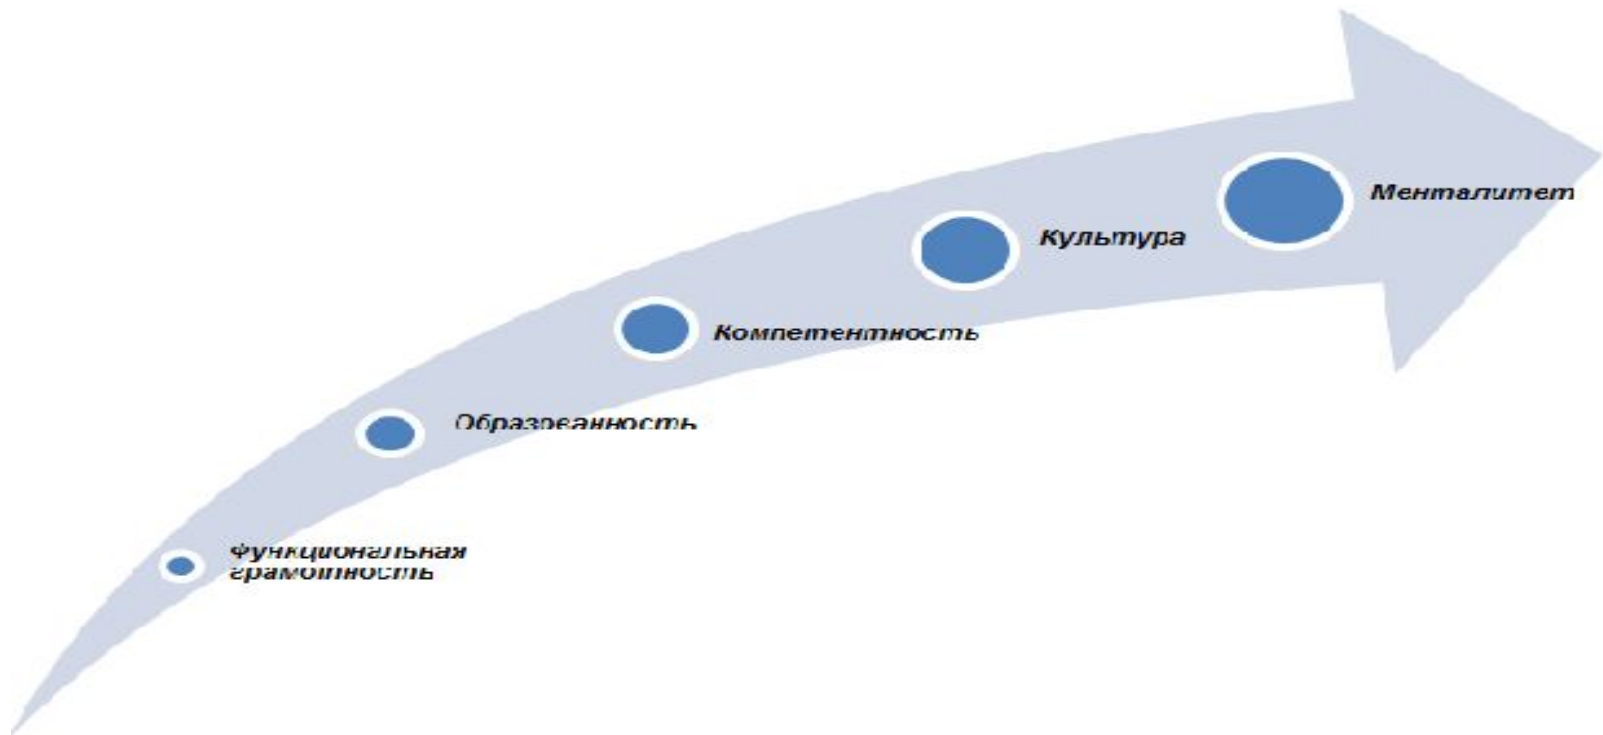 Менталитет
Культура
Компетентность
Образованность
Функциональная
грамотность